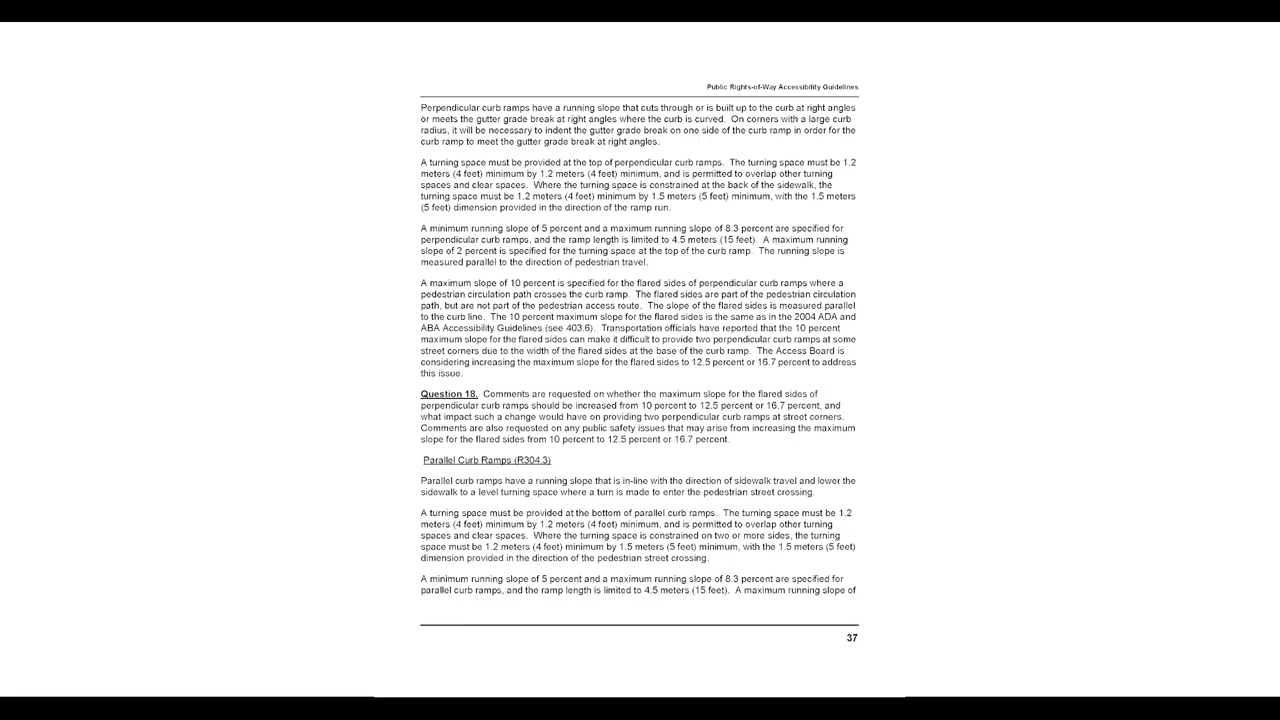 Public Rights-of-Way Accessibility Guidelines
Perpendicular curb ramps have a running slope that cuts through or is built up to the curb at right angles
or meets the gutter grade break at right angles where the curb is curved.  On corners with a large curb
radius, it will be necessary to indent the gutter grade break on one side of the curb ramp in order for the
curb ramp to meet the gutter grade break at right angles.
A turning space must be provided at the top of perpendicular curb ramps.  The turning space must be 1.2
meters (4 feet) minimum by 1.2 meters (4 feet) minimum, and is permitted to overlap other turning
spaces and clear spaces.  Where the turning space is constrained at the back of the sidewalk, the
turning space must be 1.2 meters (4 feet) minimum by 1.5 meters (5 feet) minimum, with the 1.5 meters
(5 feet) dimension provided in the direction of the ramp run.
A minimum running slope of 5 percent and a maximum running slope of 8.3 percent are specified for
perpendicular curb ramps, and the ramp length is limited to 4.5 meters (15 feet).  A maximum running
slope of 2 percent is specified for the turning space at the top of the curb ramp.  The running slope is
measured parallel to the direction of pedestrian travel.
A maximum slope of 10 percent is specified for the flared sides of perpendicular curb ramps where a
pedestrian circulation path crosses the curb ramp.  The flared sides are part of the pedestrian circulation
path, but are not part of the pedestrian access route.  The slope of the flared sides is measured parallel
to the curb line.  The 10 percent maximum slope for the flared sides is the same as in the 2004 ADA and
ABA Accessibility Guidelines (see 403.6).  Transportation officials have reported that the 10 percent
maximum slope for the flared sides can make it difficult to provide two perpendicular curb ramps at some
street corners due to the width of the flared sides at the base of the curb ramp.  The Access Board is
considering increasing the maximum slope for the flared sides to 12.5 percent or 16.7 percent to address
this issue.
Question 18.  Comments are requested on whether the maximum slope for the flared sides of
perpendicular curb ramps should be increased from 10 percent to 12.5 percent or 16.7 percent, and
what impact such a change would have on providing two perpendicular curb ramps at street corners.
Comments are also requested on any public safety issues that may arise from increasing the maximum
slope for the flared sides from 10 percent to 12.5 percent or 16.7 percent.
Parallel Curb Ramps (R304.3)
Parallel curb ramps have a running slope that is in-line with the direction of sidewalk travel and lower the
sidewalk to a level turning space where a turn is made to enter the pedestrian street crossing.
A turning space must be provided at the bottom of parallel curb ramps.  The turning space must be 1.2
meters (4 feet) minimum by 1.2 meters (4 feet) minimum, and is permitted to overlap other turning
spaces and clear spaces.  Where the turning space is constrained on two or more sides, the turning
space must be 1.2 meters (4 feet) minimum by 1.5 meters (5 feet) minimum, with the 1.5 meters (5 feet)
dimension provided in the direction of the pedestrian street crossing.
A minimum running slope of 5 percent and a maximum running slope of 8.3 percent are specified for
parallel curb ramps, and the ramp length is limited to 4.5 meters (15 feet).  A maximum running slope of
37